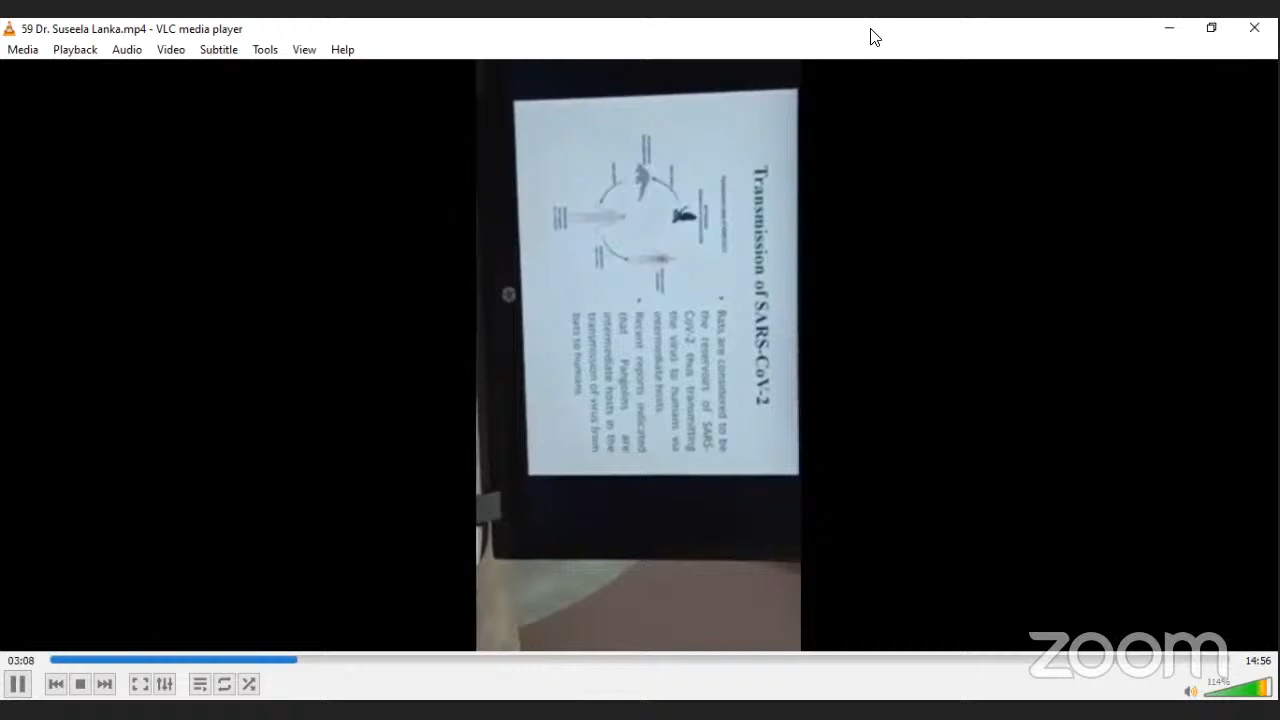 59 Dr. Suseela Lanka.mp4 - VLC media player
Media Playback Audio Video Subtitle Tools View Help
Transmission of SARS-CoV-2
• Bats are considered to be
the reservoirs of SARS-
CoV-2 thus transmitting
the virus to humans via
intermediate hosts.
• Recent reports indicated
that Pangolins are
intermediate hosts in the
transmission of virus from
bats to humans
hp
zoom
03:08
14:56
114%